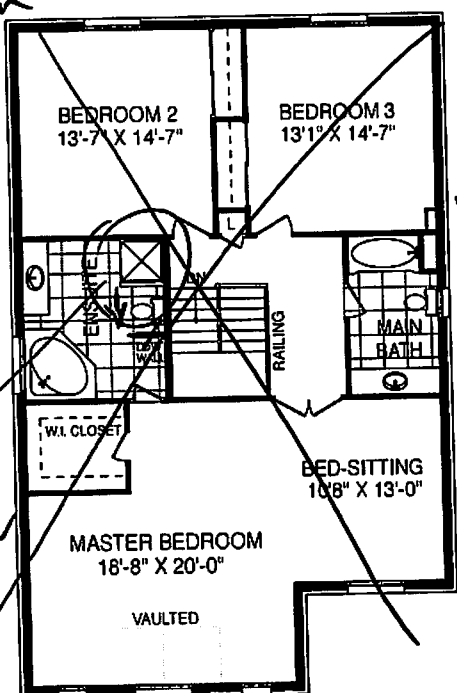 BEDROOM 2
13'-7" X 14'-7"
BEDROOM 3
13'1" X 14'-7"
L
ENSUITE
DN
RAILING
MAIN
BATH
WALL
W.I. CLOSET
BED-SITTING
10'8" X 13'-0"
MASTER BEDROOM
18'-8" X 20'-0"
VAULTED